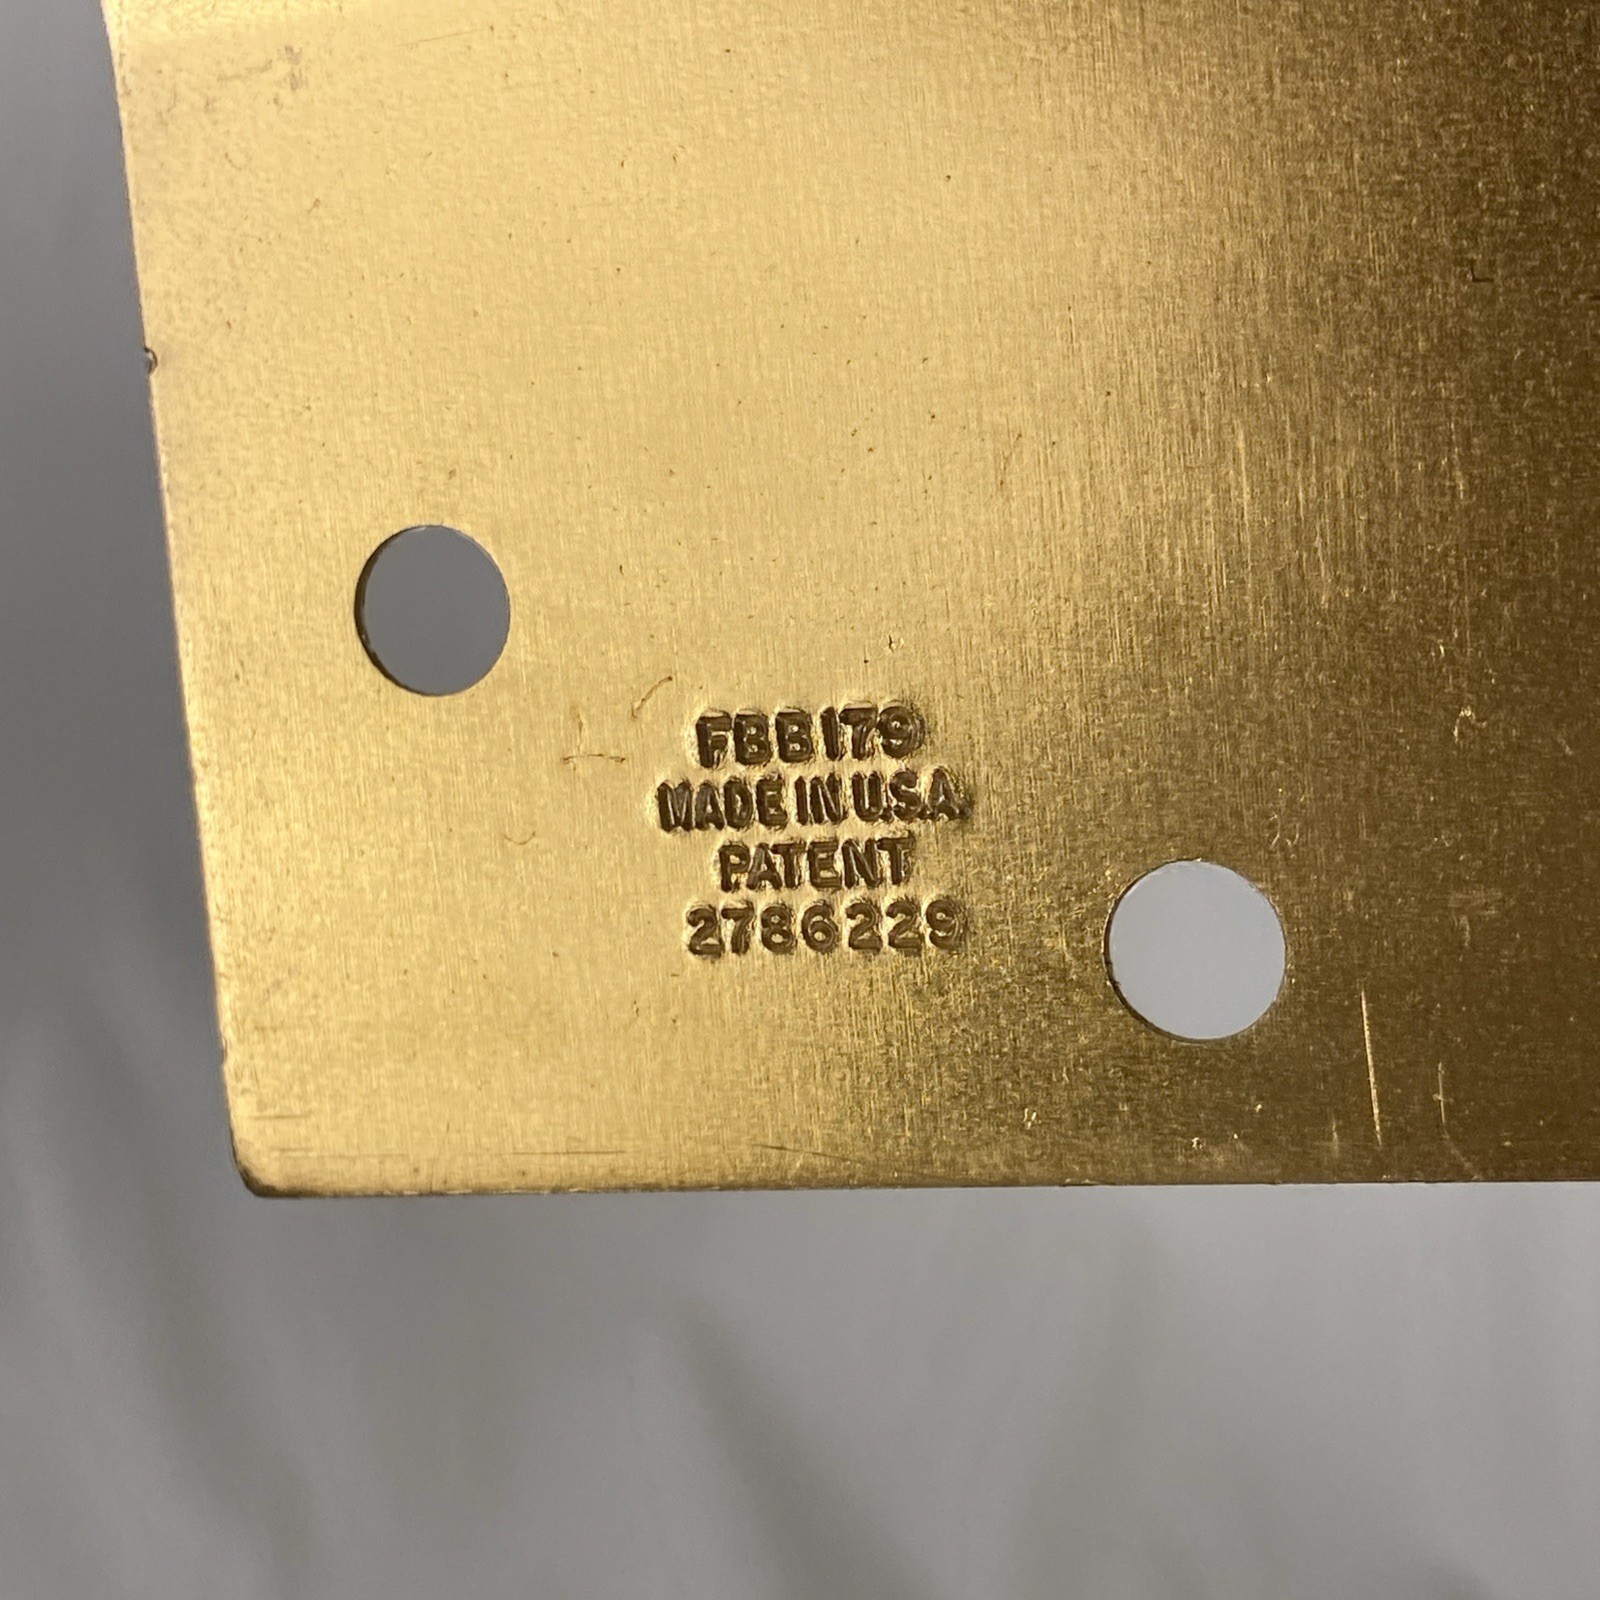 FBB179
MADE IN U.S.A.
PATENT
2786229